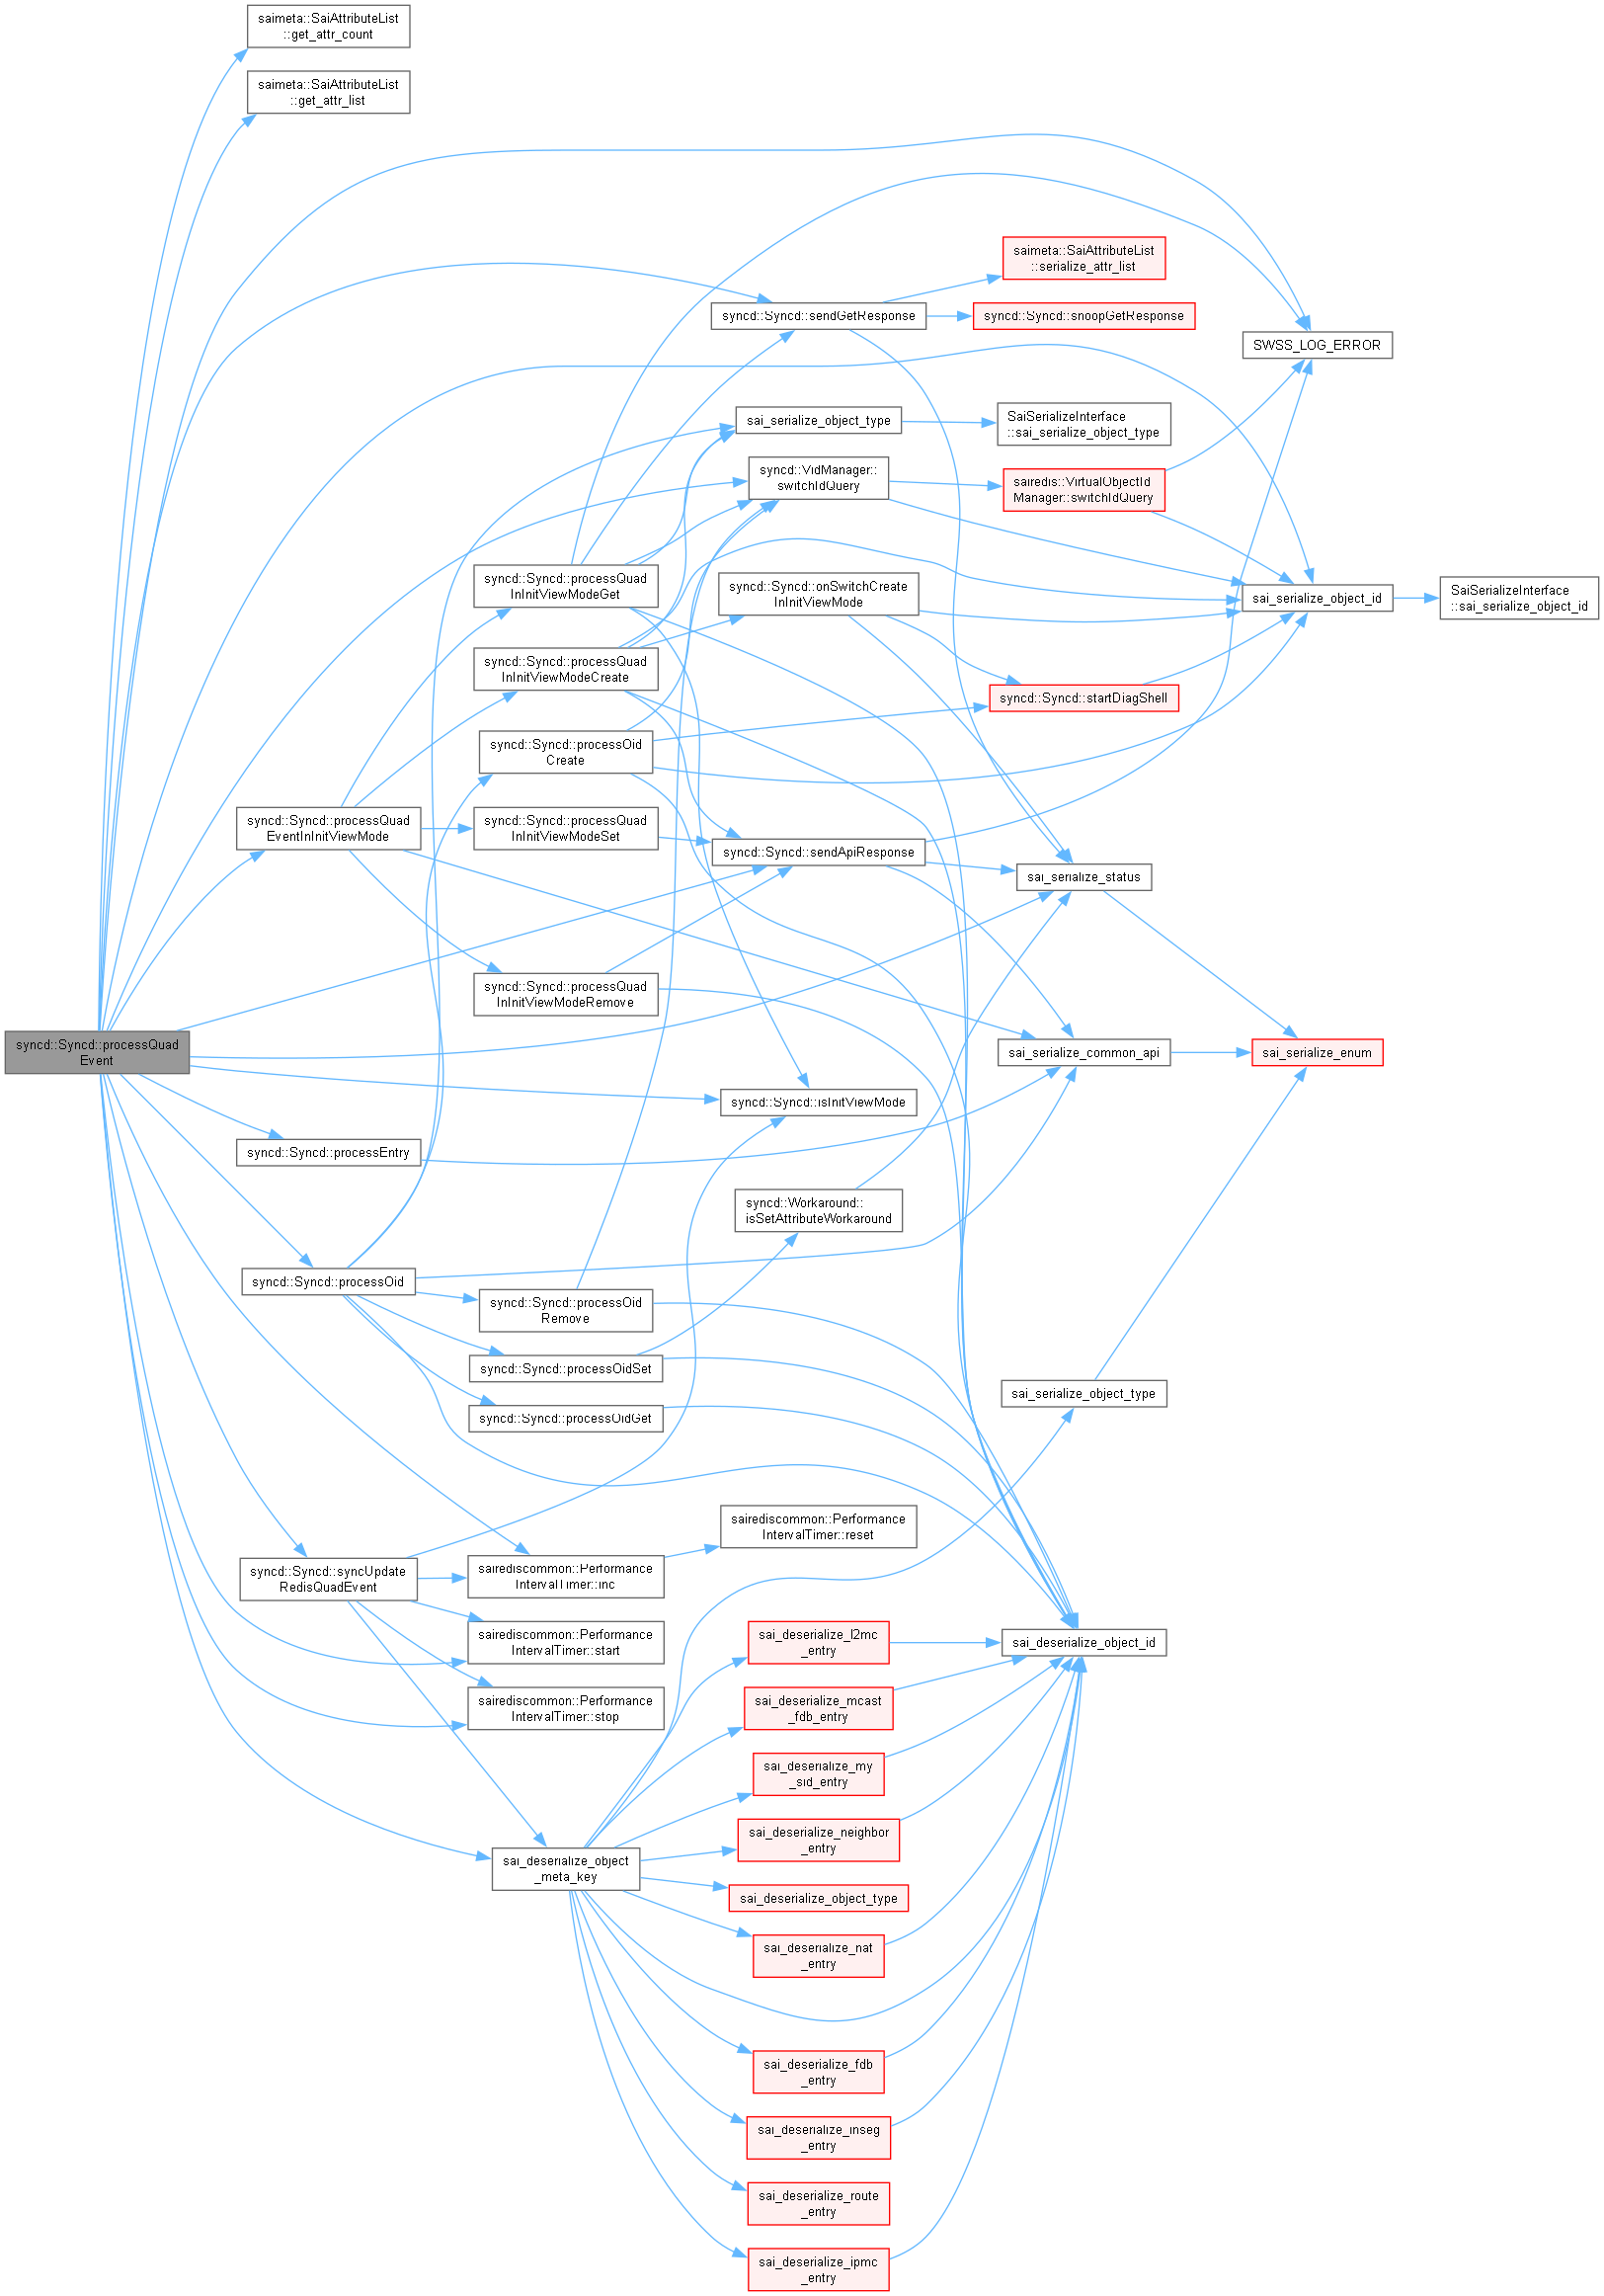 saimeta::SaiAttributeList
::get_attr_count
saimeta::SaiAttributeList
::get_attr_list
saimeta::SaiAttributeList
::serialize_attr_list
syncd::Syncd::sendGetResponse
syncd::Syncd::snoopGetResponse
SWSS_LOG_ERROR
sai_serialize_object_type
SaiSerializeInterface
::sai_serialize_object_type
syncd::VidManager::
switchIdQuery
sairedis::VirtualObjectId
Manager::switchIdQuery
syncd::Syncd::processQuad
InInitViewModeGet
syncd::Syncd::onSwitchCreate
InInitViewMode
sai_serialize_object_id
SaiSerializeInterface
::sai_serialize_object_id
syncd::Syncd::processQuad
InInitViewModeCreate
syncd::Syncd::startDiagShell
syncd::Syncd::processOid
Create
syncd::Syncd::processQuad
EventInInitViewMode
syncd::Syncd::processQuad
InInitViewModeSet
syncd::Syncd::sendApiResponse
sai_serialize_status
syncd::Syncd::processQuad
InInitViewModeRemove
syncd::Syncd::processQuad
Event
sai_serialize_common_api
sai_serialize_enum
syncd::Syncd::isInitViewMode
syncd::Syncd::processEntry
syncd::Workaround::
isSetAttributeWorkaround
syncd::Syncd::processOid
syncd::Syncd::processOid
Remove
syncd::Syncd::processOidSet
sai_serialize_object_type
syncd::Syncd::processOidGet
sairediscommon::Performance
IntervalTimer::reset
syncd::Syncd::syncUpdate
RedisQuadEvent
sairediscommon::Performance
IntervalTimer::inc
sairediscommon::Performance
IntervalTimer::start
sai_deserialize_l2mc
_entry
sai_deserialize_object_id
sairediscommon::Performance
IntervalTimer::stop
sai_deserialize_mcast
_fdb_entry
sai_deserialize_my
_sid_entry
sai_deserialize_neighbor
_entry
sai_deserialize_object
_meta_key
sai_deserialize_object_type
sai_deserialize_nat
_entry
sai_deserialize_fdb
_entry
sai_deserialize_inseg
_entry
sai_deserialize_route
_entry
sai_deserialize_ipmc
_entry